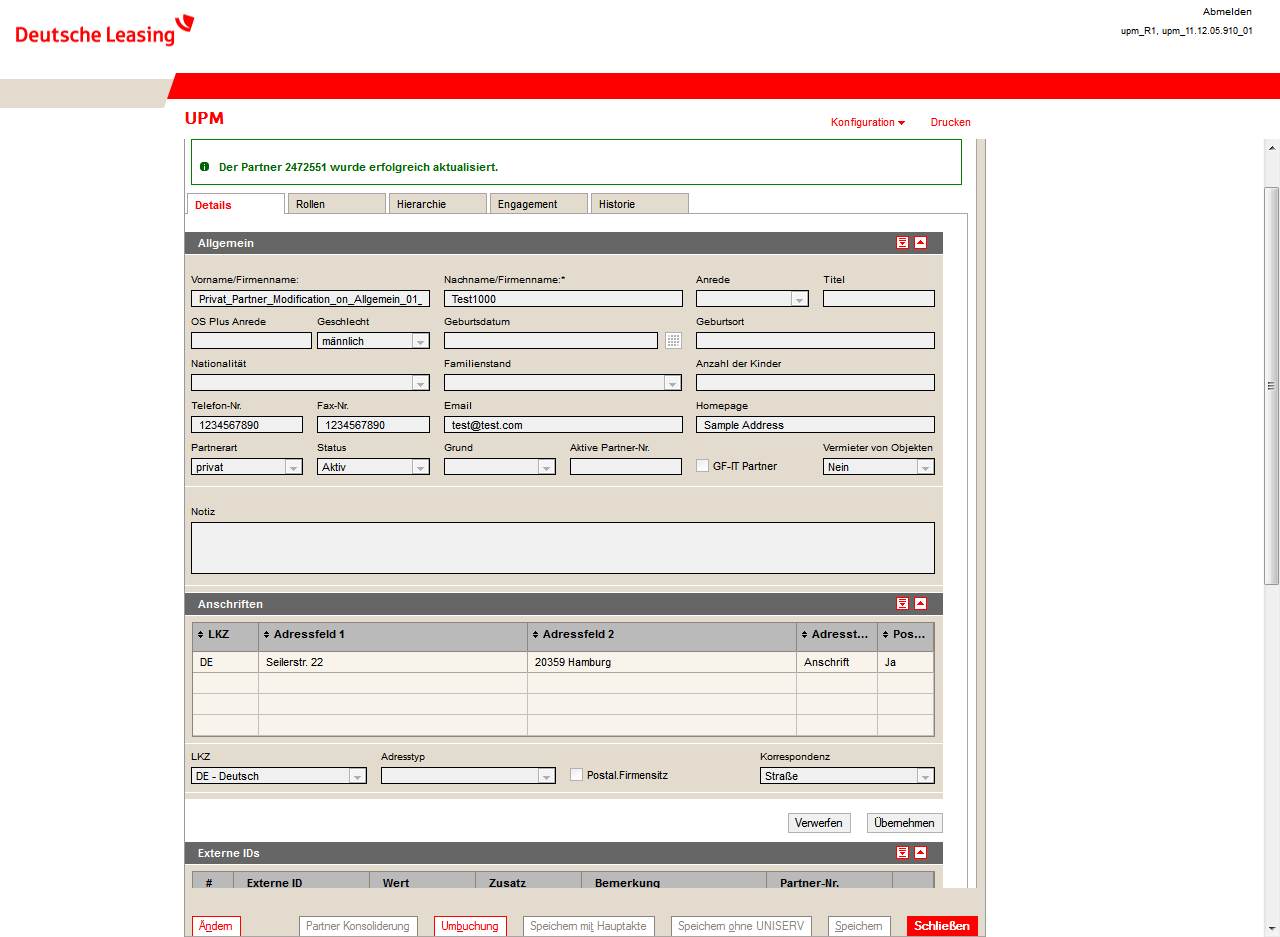 Deutsche Leasing
Abmelden
upm_R1, upm_11.12.05.910_01
UPM
Konfiguration
Drucken
Der Partner 2472551 wurde erfolgreich aktualisiert.
Details Rollen Hierarchie Engagement Historie
Allgemein
Vorname/Firmenname: Nachname/Firmenname:* Anrede Titel
Privat_Partner_Modification_on_Allgemein_01_ Test1000
OS Plus Anrede Geschlecht Geburtsdatum Geburtsort
männlich
Nationalität Familienstand Anzahl der Kinder
Telefon-Nr. Fax-Nr. Email Homepage
1234567890 1234567890 test@test.com Sample Address
Partnerart Status Grund Aktive Partner-Nr. Vermieter von Objekten
privat Aktiv GF-IT Partner Nein
Notiz
Anschriften
LKZ Adressfeld 1 Adressfeld 2 Adresst... Pos...
DE Seilerstr. 22 20359 Hamburg Anschrift Ja
LKZ Adresstyp Korrespondenz
DE - Deutsch Postal.Firmensitz Straße
Verwerfen Übernehmen
Externe IDs
# Externe ID Wert Zusatz Bemerkung Partner-Nr.
Ändern Partner Konsolidierung Umbuchung Speichern mit Hauptakte Speichern ohne UNISERV Speichern Schließen